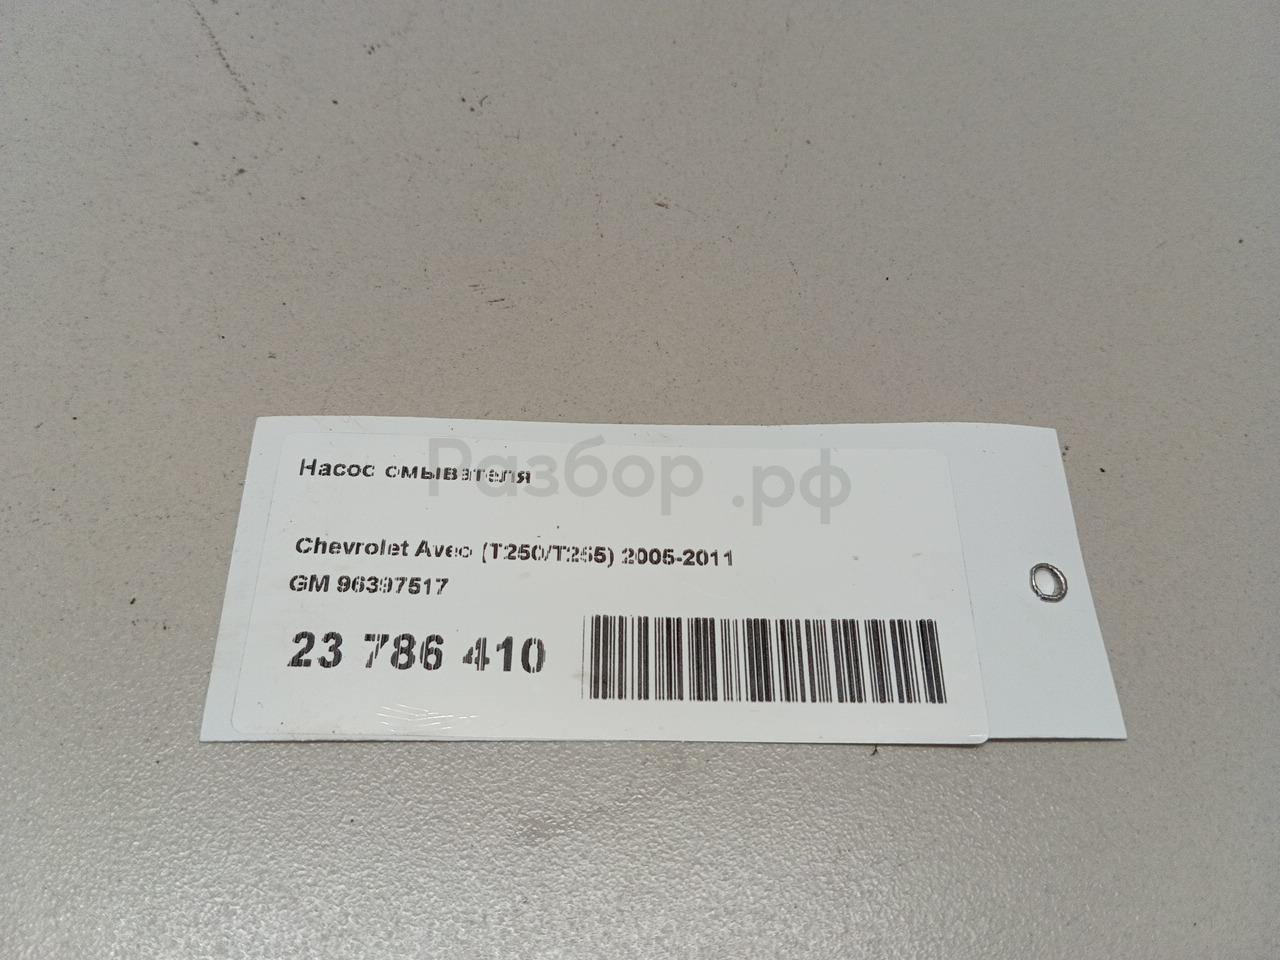 Насос омывателя
Разбор.рф
Chevrolet Aveo (T250/T255) 2005-2011
GM 96397517
23 786 410